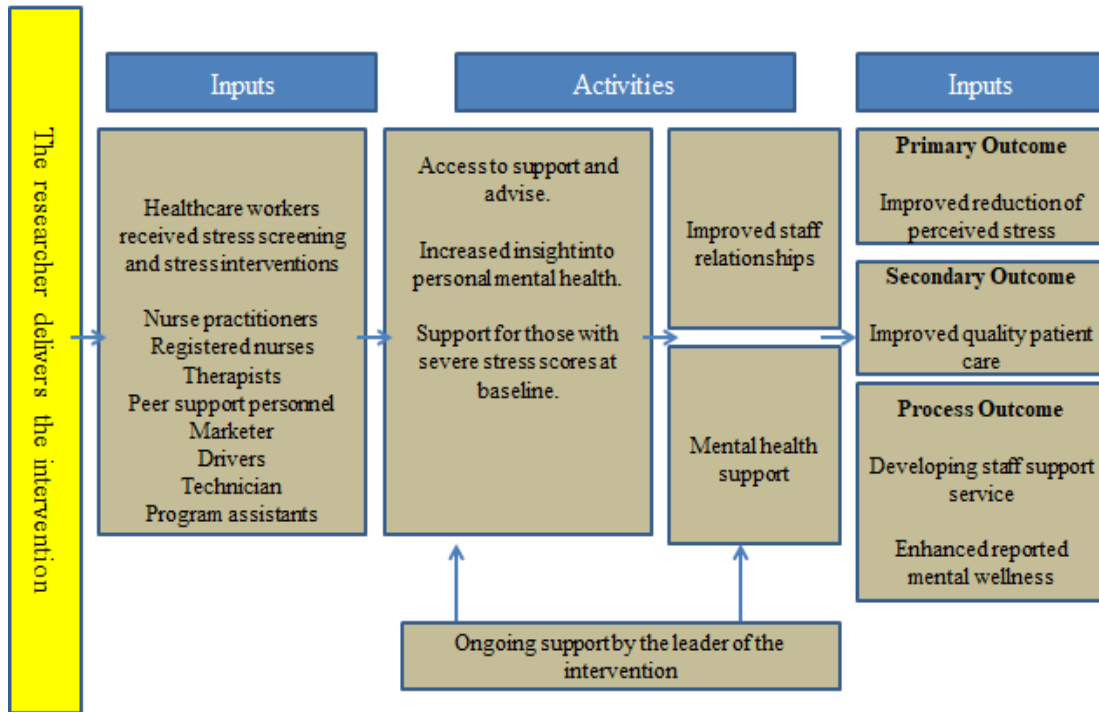 The researcher delivers the intervention
Inputs
Activities
Inputs
Healthcare workers
received stress screening
and stress interventions
Nurse practitioners
Registered nurses
Therapists
Peer support personnel
Marketer
Drivers
Technician
Program assistants
Access to support and
advise.
Increased insight into
personal mental health.
Support for those with
severe stress scores at
baseline.
Improved staff
relationships
Mental health
support
Primary Outcome
Improved reduction of
perceived stress
Secondary Outcome
Improved quality patient
care
Process Outcome
Developing staff support
service
Enhanced reported
mental wellness
Ongoing support by the leader of the
intervention